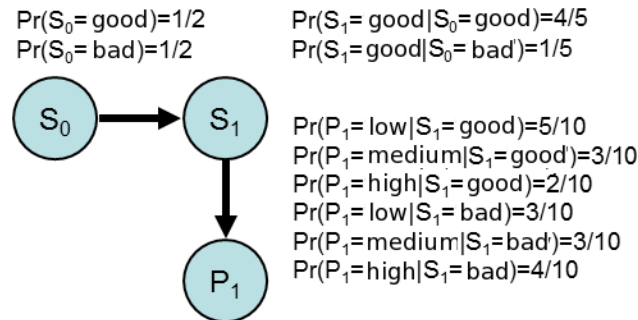 Pr(S₀=good)=1/2
Pr(S₀=bad)=1/2
Pr(S₁=good|S₀=good)=4/5
Pr(S₁=good|S₀=bad')=1/5
S₀
S₁
Pr(P₁=low|S₁=good)=5/10
Pr(P₁=medium|S₁=good')=3/10
Pr(P₁=high|S₁=good)=2/10
Pr(P₁=low|S₁=bad)=3/10
Pr(P₁=medium|S₁=bad')=3/10
Pr(P₁=high|S₁=bad)=4/10
P₁